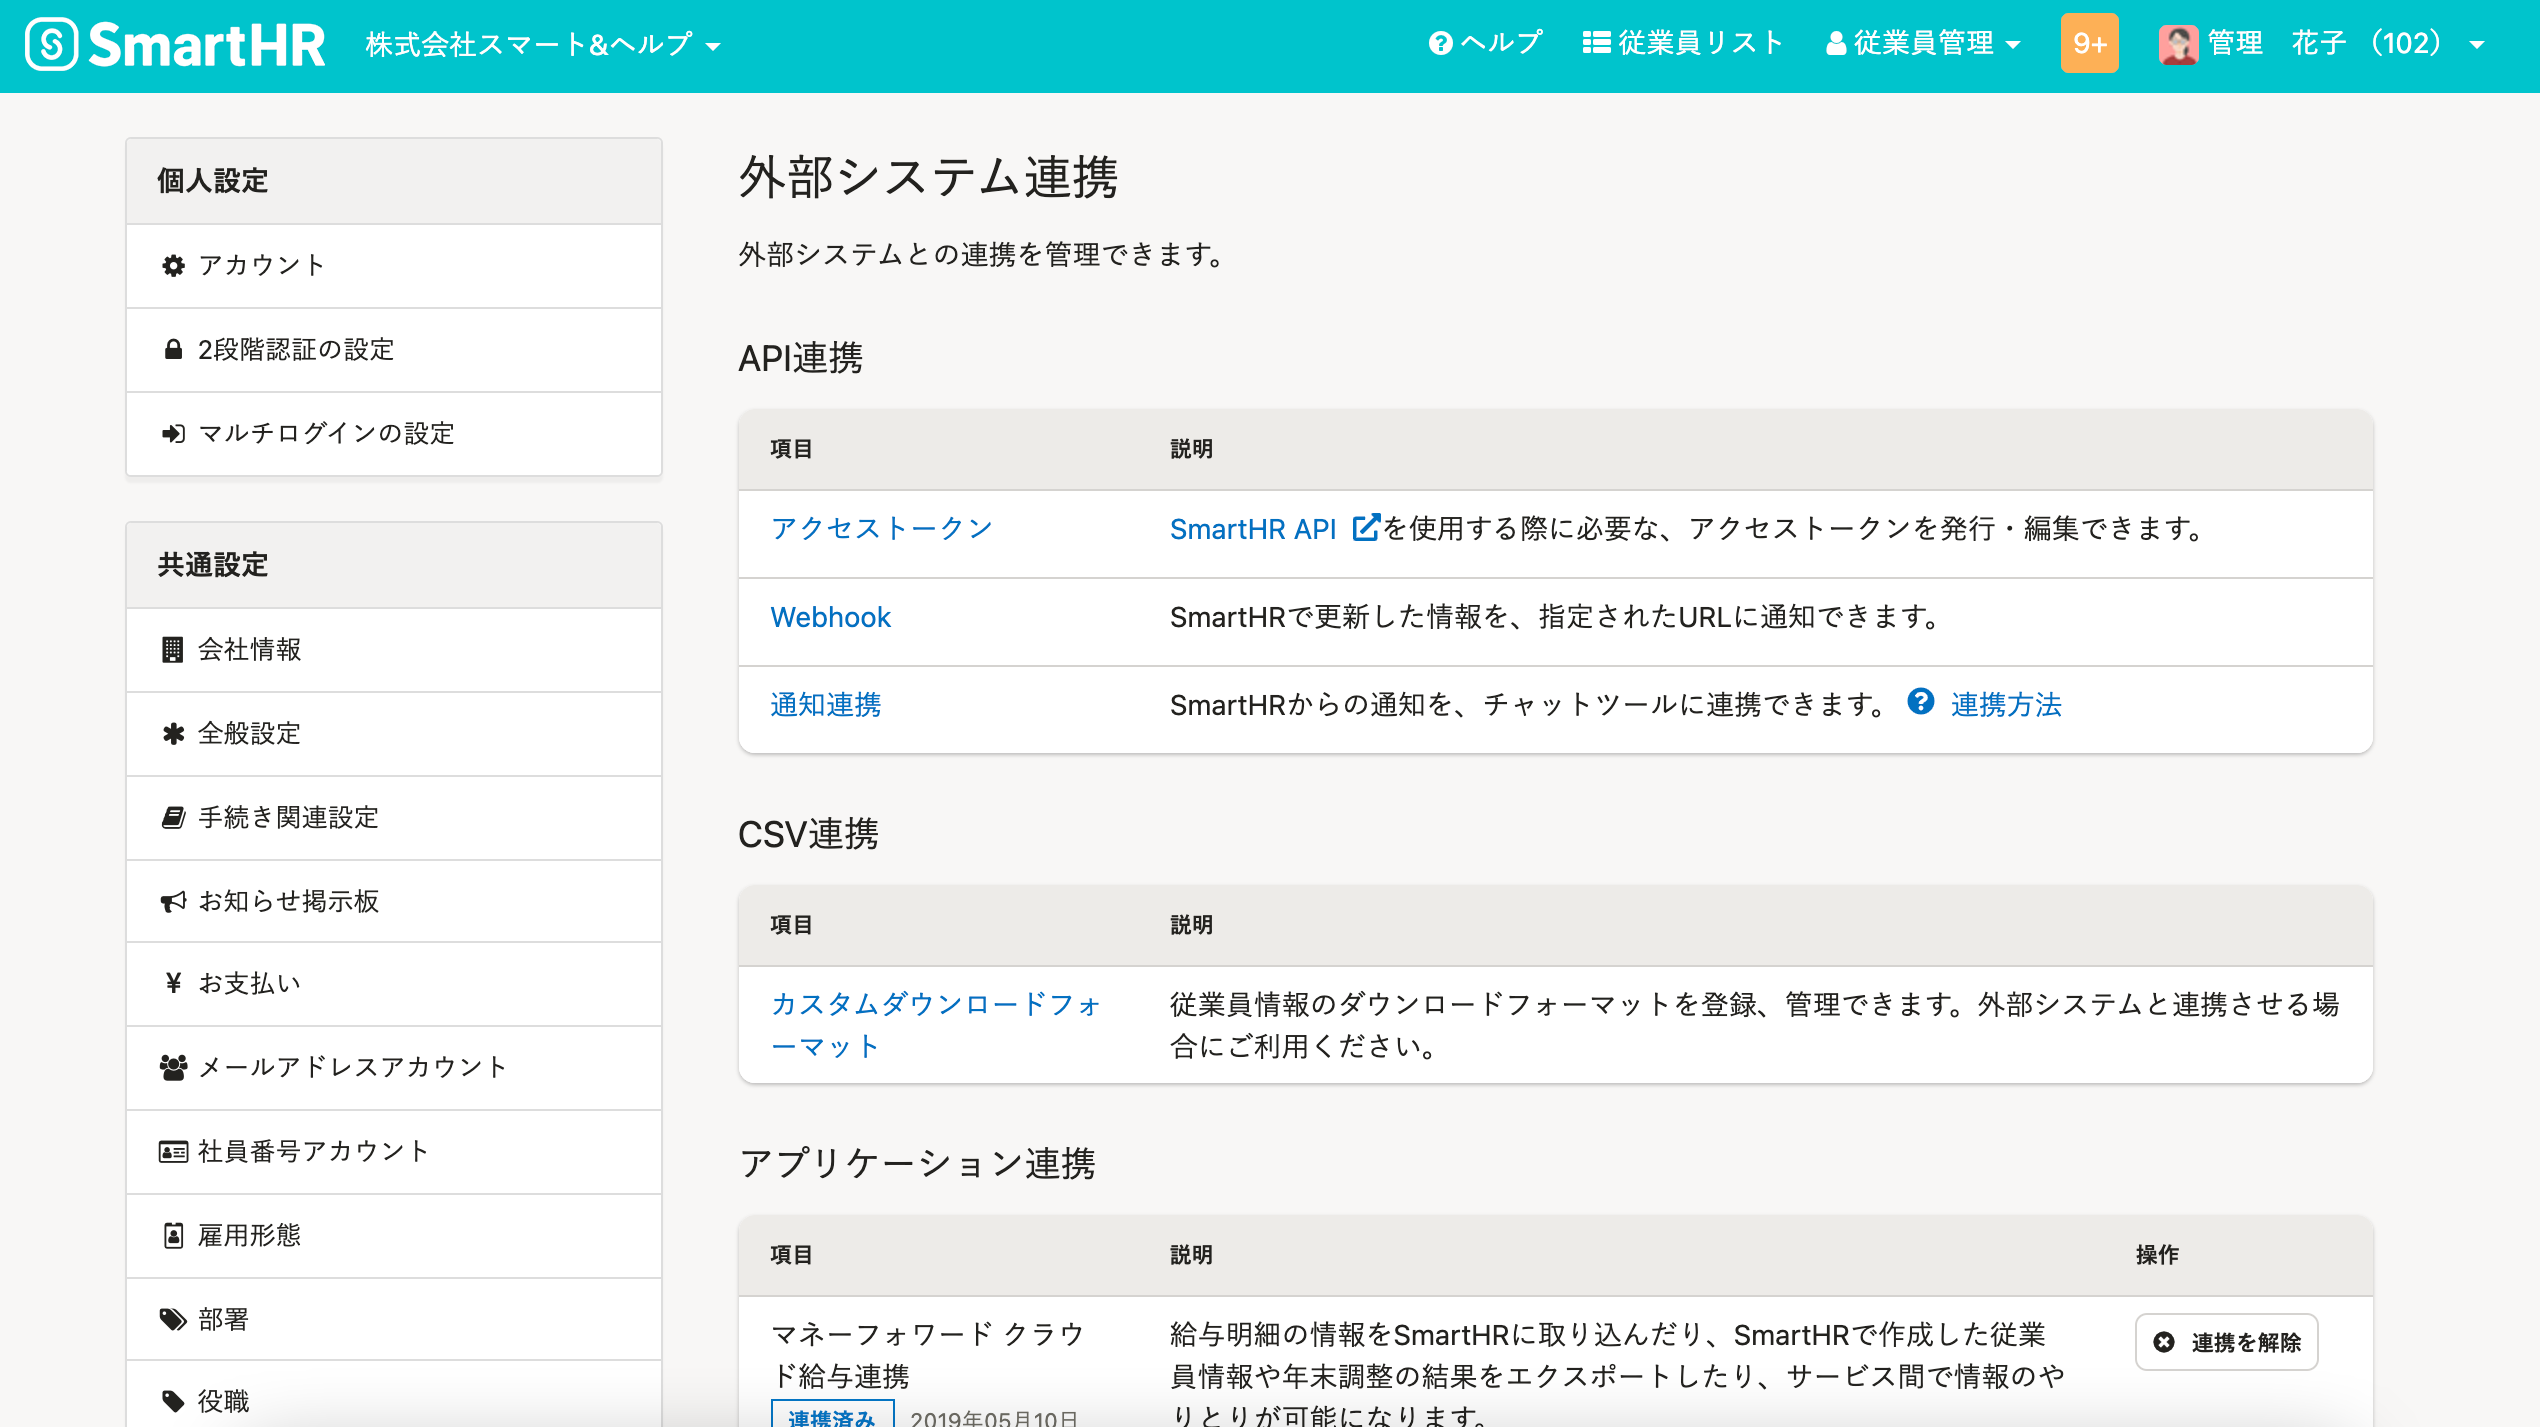 SmartHR
株式会社スマート&ヘルプ
ヘルプ
従業員リスト
従業員管理
9+
管理 花子 （102）
個人設定
アカウント
2段階認証の設定
マルチログインの設定
共通設定
会社情報
全般設定
手続き関連設定
お知らせ掲示板
¥ お支払い
メールアドレスアカウント
社員番号アカウント
雇用形態
部署
役職
外部システム連携
外部システムとの連携を管理できます。
API連携
項目 説明
アクセストークン SmartHR API を使用する際に必要な、アクセストークンを発行・編集できます。
Webhook SmartHRで更新した情報を、指定されたURLに通知できます。
通知連携 SmartHRからの通知を、チャットツールに連携できます。 連携方法
CSV連携
項目 説明
カスタムダウンロードフォ
ーマット
従業員情報のダウンロードフォーマットを登録、管理できます。外部システムと連携させる場
合にご利用ください。
アプリケーション連携
項目 説明 操作
マネーフォワード クラウ
ド給与連携
連携済み 2019年05月10日
給与明細の情報をSmartHRに取り込んだり、SmartHRで作成した従業
員情報や年末調整の結果をエクスポートしたり、サービス間で情報のや
りとりが可能になります。
連携を解除